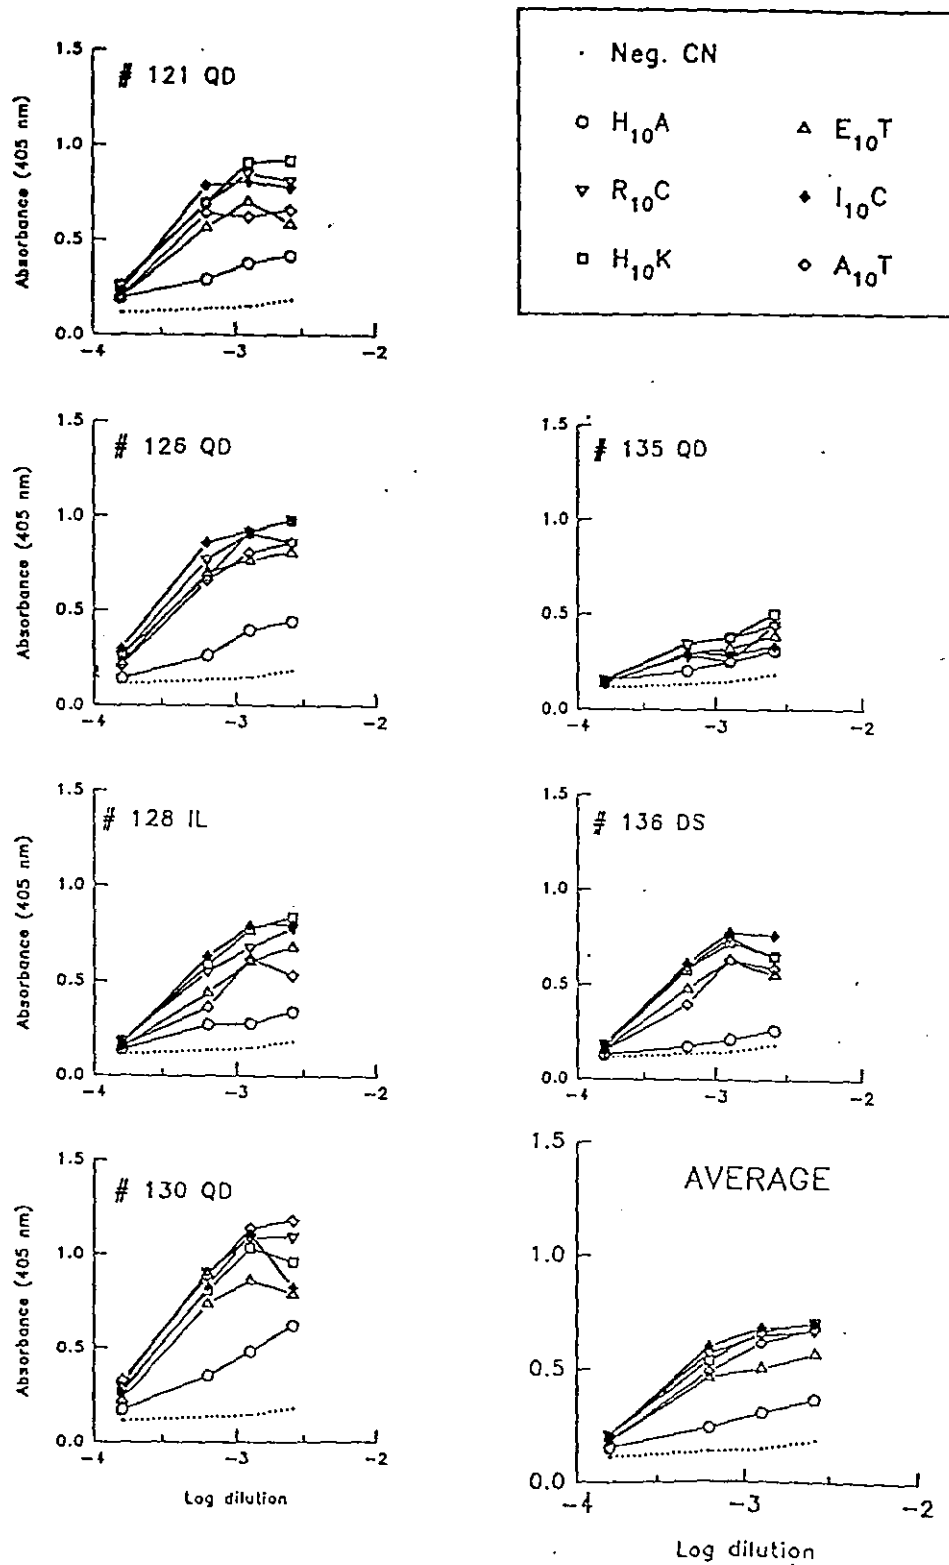 # 121 QD
Absorbance (405 nm)
1.5
1.0
0.5
0.0
-4
-3
-2
Neg. CN
H10A
R10C
H10K
E10T
I10C
A10T
# 126 QD
Absorbance (405 nm)
1.5
1.0
0.5
0.0
-4
-3
-2
# 135 QD
1.5
1.0
0.5
0.0
-4
-3
-2
# 128 IL
Absorbance (405 nm)
1.5
1.0
0.5
0.0
-4
-3
-2
# 136 DS
1.5
1.0
0.5
0.0
-4
-3
-2
# 130 QD
Absorbance (405 nm)
1.5
1.0
0.5
0.0
-4
-3
-2
Log dilution
AVERAGE
1.5
1.0
0.5
0.0
-4
-3
-2
Log dilution